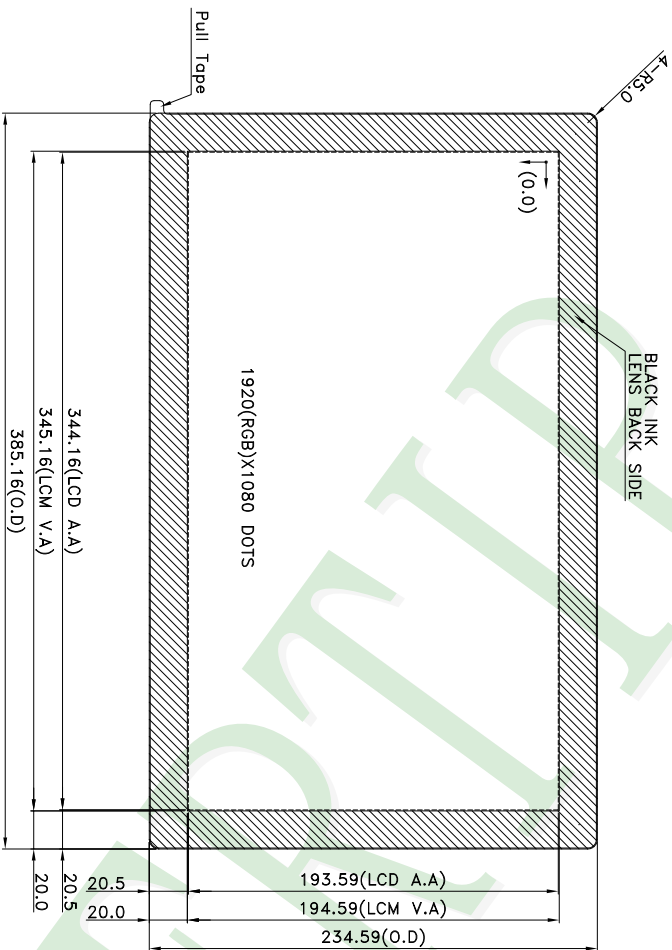 4-R5.0
Pull Tape
(0.0)
BLACK INK
LENS BACK SIDE
1920(RGB)X1080 DOTS
344.16(LCD A.A)
345.16(LCM V.A)
385.16(O.D)
20.5
20.0
20.5
20.0
193.59(LCD A.A)
194.59(LCM V.A)
234.59(O.D)